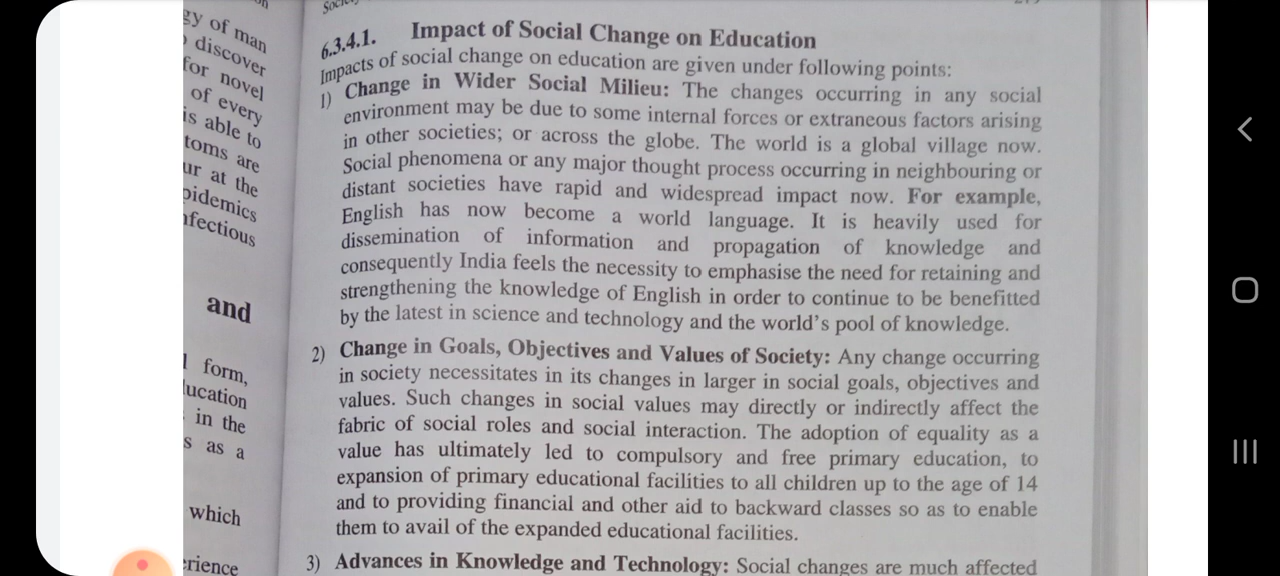 gy of man
discover
for novel
of every
is able to
toms are
ur at the
pidemics
nfectious
and
l form,
ucation
in the
s as a
which
erience
6.3.4.1. Impact of Social Change on Education
Impacts of social change on education are given under following points:
1) Change in Wider Social Milieu: The changes occurring in any social
environment may be due to some internal forces or extraneous factors arising
in other societies; or across the globe. The world is a global village now.
Social phenomena or any major thought process occurring in neighbouring or
distant societies have rapid and widespread impact now. For example,
English has now become a world language. It is heavily used for
dissemination of information and propagation of knowledge and
consequently India feels the necessity to emphasise the need for retaining and
strengthening the knowledge of English in order to continue to be benefitted
by the latest in science and technology and the world's pool of knowledge.
2) Change in Goals, Objectives and Values of Society: Any change occurring
in society necessitates in its changes in larger in social goals, objectives and
values. Such changes in social values may directly or indirectly affect the
fabric of social roles and social interaction. The adoption of equality as a
value has ultimately led to compulsory and free primary education, to
expansion of primary educational facilities to all children up to the age of 14
and to providing financial and other aid to backward classes so as to enable
them to avail of the expanded educational facilities.
3) Advances in Knowledge and Technology: Social changes are much affected